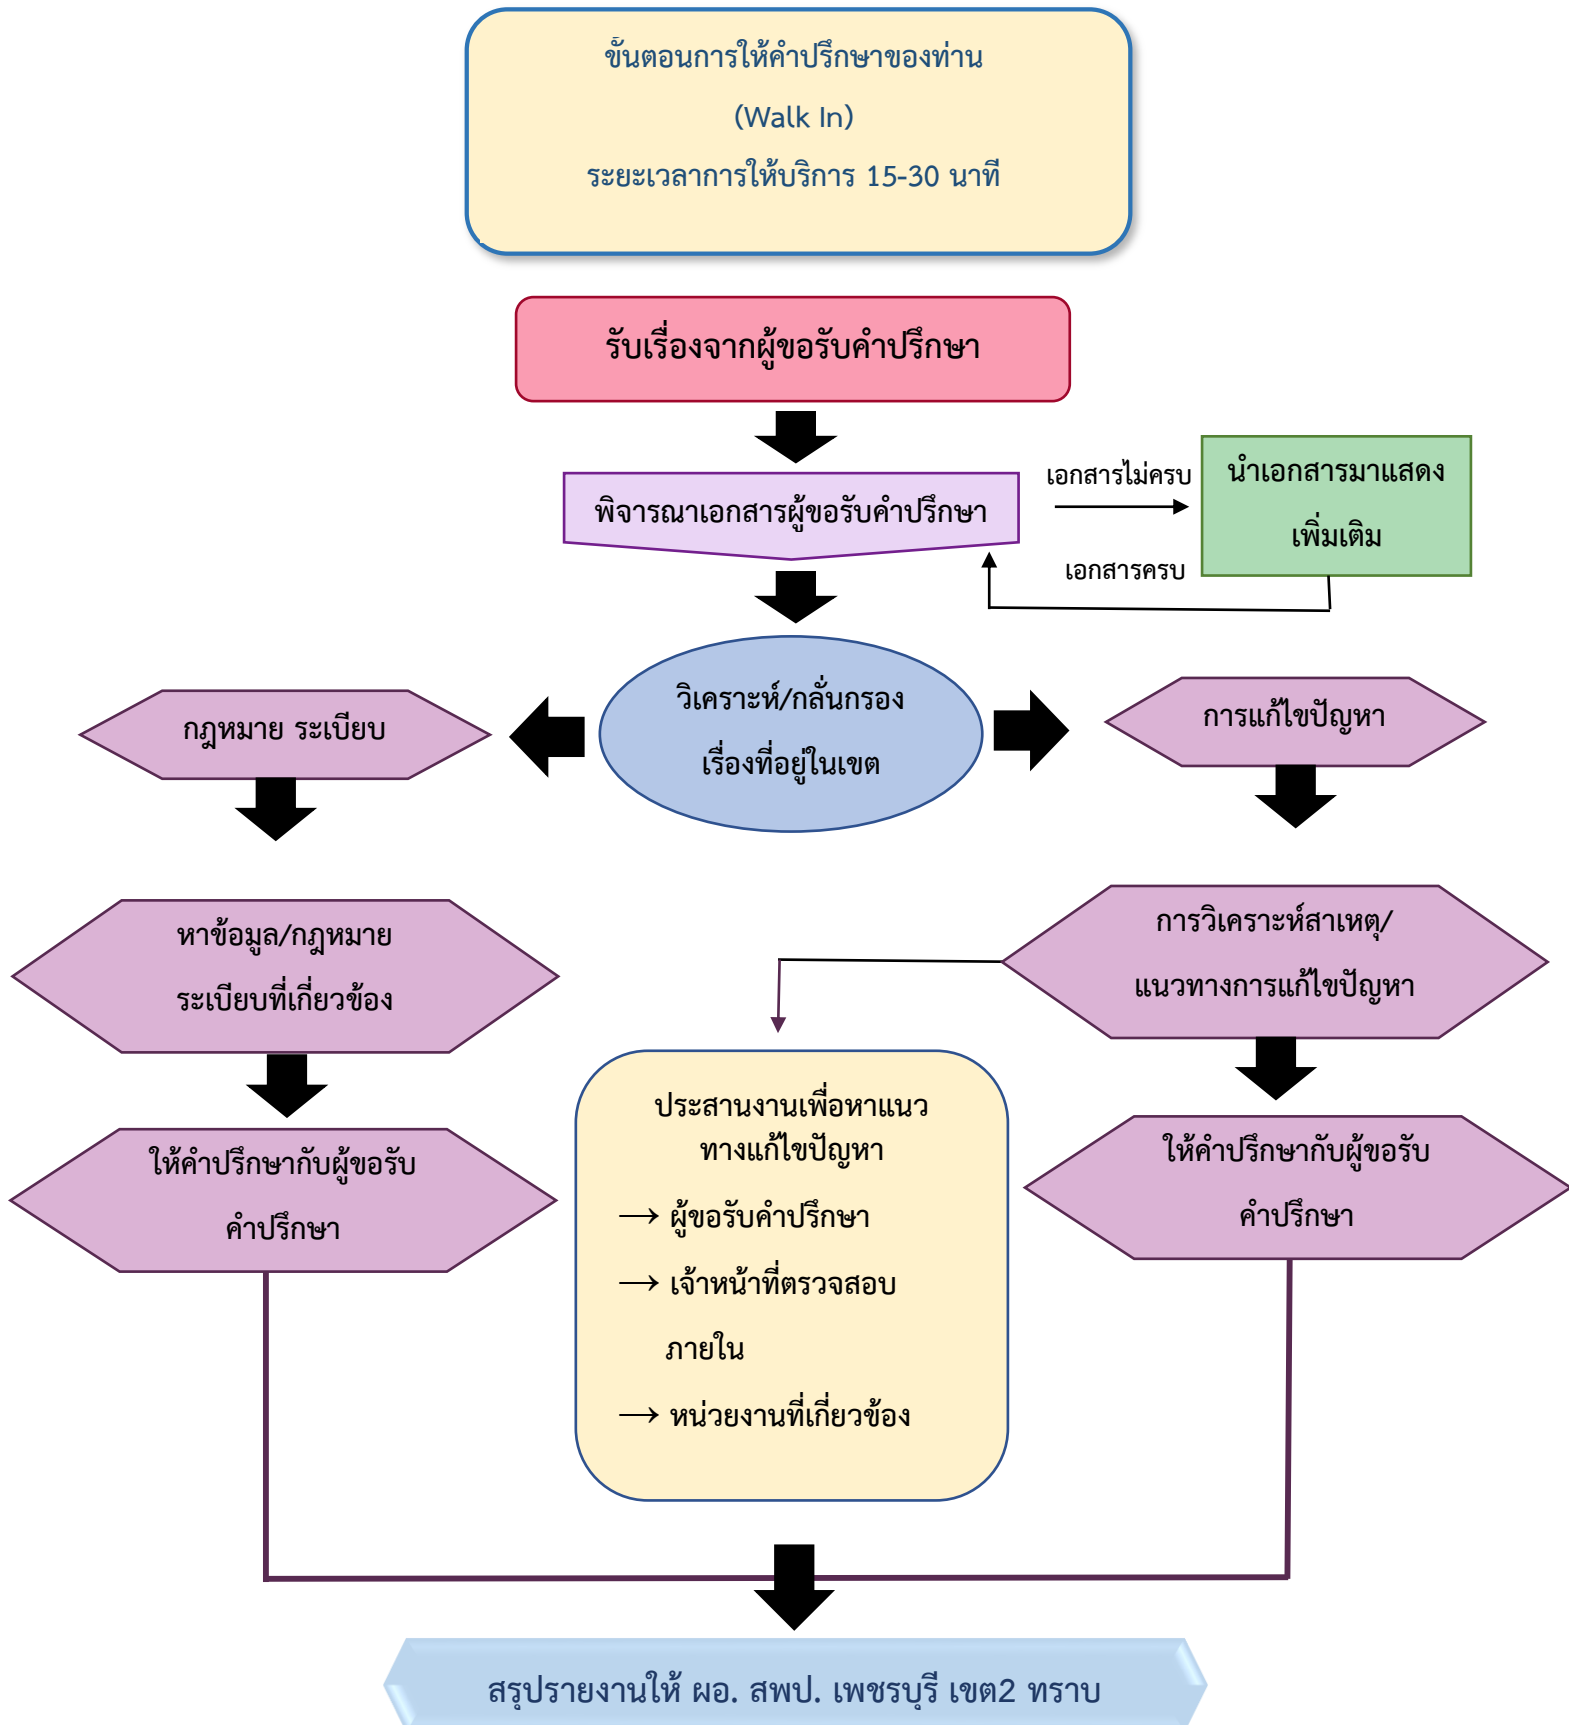 ขั้นตอนการให้คำปรึกษาของท่าน
(Walk In)
ระยะเวลาการให้บริการ 15-30 นาที
รับเรื่องจากผู้ขอรับคำปรึกษา
พิจารณาเอกสารผู้ขอรับคำปรึกษา
เอกสารไม่ครบ
นำเอกสารมาแสดง
เพิ่มเติม
เอกสารครบ
วิเคราะห์/กลั่นกรอง
เรื่องที่อยู่ในเขต
กฎหมาย ระเบียบ
การแก้ไขปัญหา
หาข้อมูล/กฎหมาย
ระเบียบที่เกี่ยวข้อง
การวิเคราะห์สาเหตุ/
แนวทางการแก้ไขปัญหา
ให้คำปรึกษากับผู้ขอรับ
คำปรึกษา
ประสานงานเพื่อหาแนว
ทางแก้ไขปัญหา
→ ผู้ขอรับคำปรึกษา
→ เจ้าหน้าที่ตรวจสอบ
ภายใน
→ หน่วยงานที่เกี่ยวข้อง
ให้คำปรึกษากับผู้ขอรับ
คำปรึกษา
สรุปรายงานให้ ผอ. สพป. เพชรบุรี เขต2 ทราบ